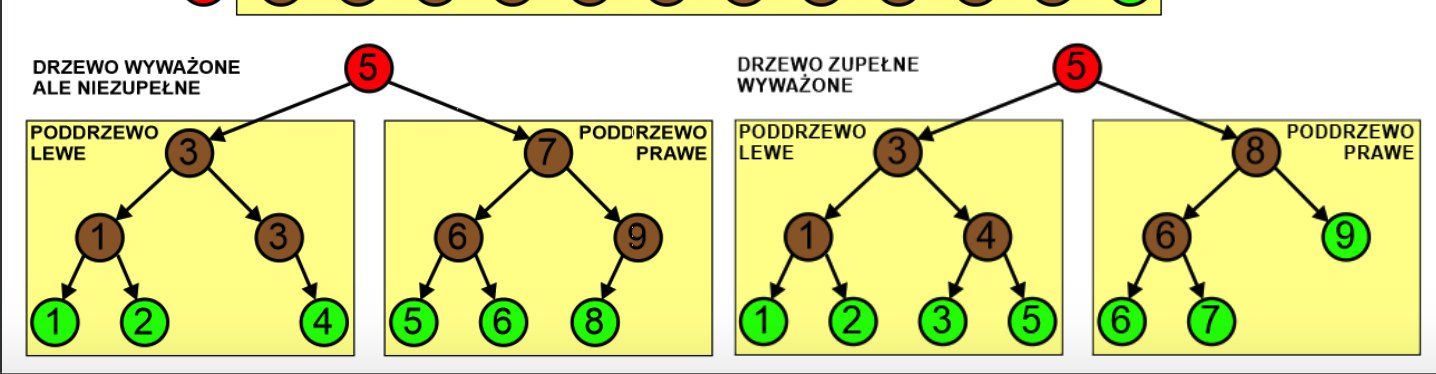 DRZEWO WYWAŻONE
ALE NIEZUPEŁNE
5
PODDRZEWO
LEWE
3
1 3
1 2 4
7
PODDRZEWO
PRAWE
6 9
5 6 8
DRZEWO ZUPEŁNE
WYWAŻONE
5
PODDRZEWO
LEWE
3
1 4
1 2 3 5
8
PODDRZEWO
PRAWE
6 9
6 7